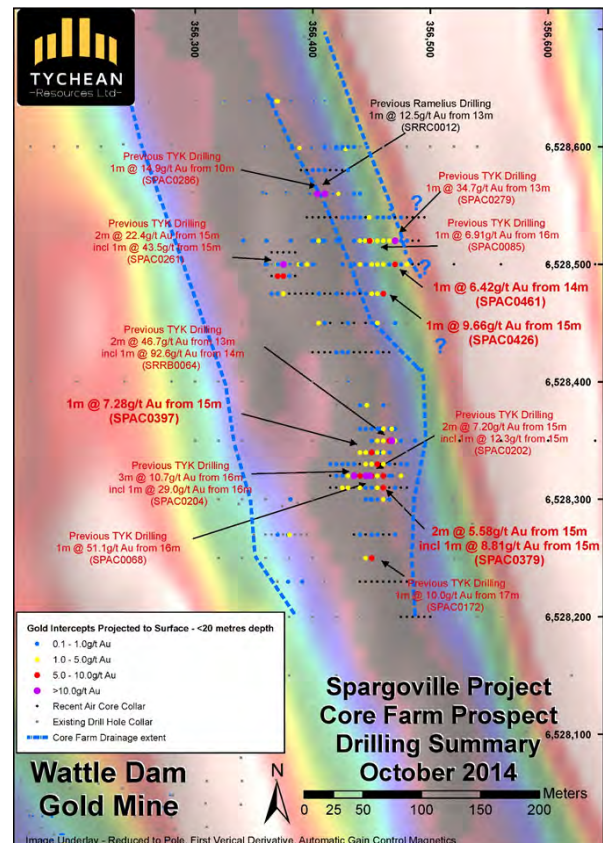 TYCHEAN
-Resources Ltd-
356,300
356,400
356,500
356,600
Previous Ramelius Drilling
1m @ 12.5g/t Au from 13m
(SRRC0012)
6,528,600
Previous TYK Drilling
1m @ 14.9g/t Au from 10m
(SPAC0286)
Previous TYK Drilling
1m @ 34.7g/t Au from 13m
(SPAC0279)
?
Previous TYK Drilling
2m @ 22.4g/t Au from 15m
incl 1m @ 43.5g/t Au from 15m
(SPAC0261)
Previous TYK Drilling
1m @ 6.91g/t Au from 16m
(SPAC0085)
?
6,528,500
1m @ 6.42g/t Au from 14m
(SPAC0461)
1m @ 9.66g/t Au from 15m
(SPAC0426)
?
Previous TYK Drilling
2m @ 46.7g/t Au from 13m
incl 1m @ 92.6g/t Au from 14m
(SRRB0064)
6,528,400
1m @ 7.28g/t Au from 15m
(SPAC0397)
Previous TYK Drilling
2m @ 7.20g/t Au from 15m
incl 1m @ 12.3g/t Au from 15m
(SPAC0202)
Previous TYK Drilling
3m @ 10.7g/t Au from 16m
incl 1m @ 29.0g/t Au from 16m
(SPAC0204)
6,528,300
Previous TYK Drilling
1m @ 51.1g/t Au from 16m
(SPAC0068)
2m @ 5.58g/t Au from 15m
incl 1m @ 8.81g/t Au from 15m
(SPAC0379)
Previous TYK Drilling
1m @ 10.0g/t Au from 17m
(SPAC0172)
6,528,200
Gold Intercepts Projected to Surface - <20 metres depth
0.1 - 1.0g/t Au
1.0 - 5.0g/t Au
5.0 - 10.0g/t Au
>10.0g/t Au
Recent Air Core Collar
Existing Drill Hole Collar
Core Farm Drainage extent
Spargoville Project
Core Farm Prospect
Drilling Summary
October 2014
6,528,100
Wattle Dam
Gold Mine
N
Meters
0 25 50 100 150 200
Image Underlay - Reduced to Pole, First Verical Derivative, Automatic Gain Control Magnetics